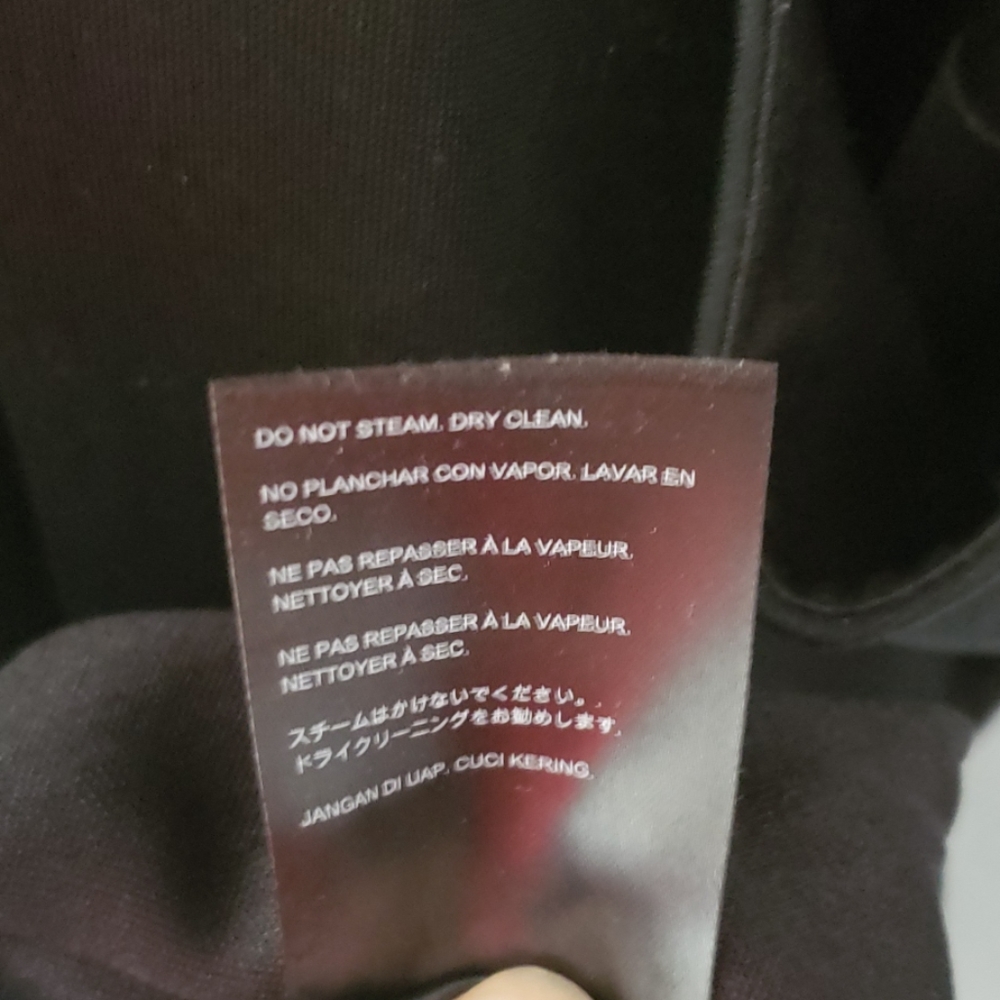 DO NOT STEAM. DRY CLEAN.
NO PLANCHAR CON VAPOR. LAVAR EN
SECO.
NE PAS REPASSER À LA VAPEUR.
NETTOYER À SEC.
NE PAS REPASSER À LA VAPEUR.
NETTOYER À SEC.
スチームはかけないでください。
ドライクリーニングをお勧めします。
JANGAN DI UAP. CUCI KERING.